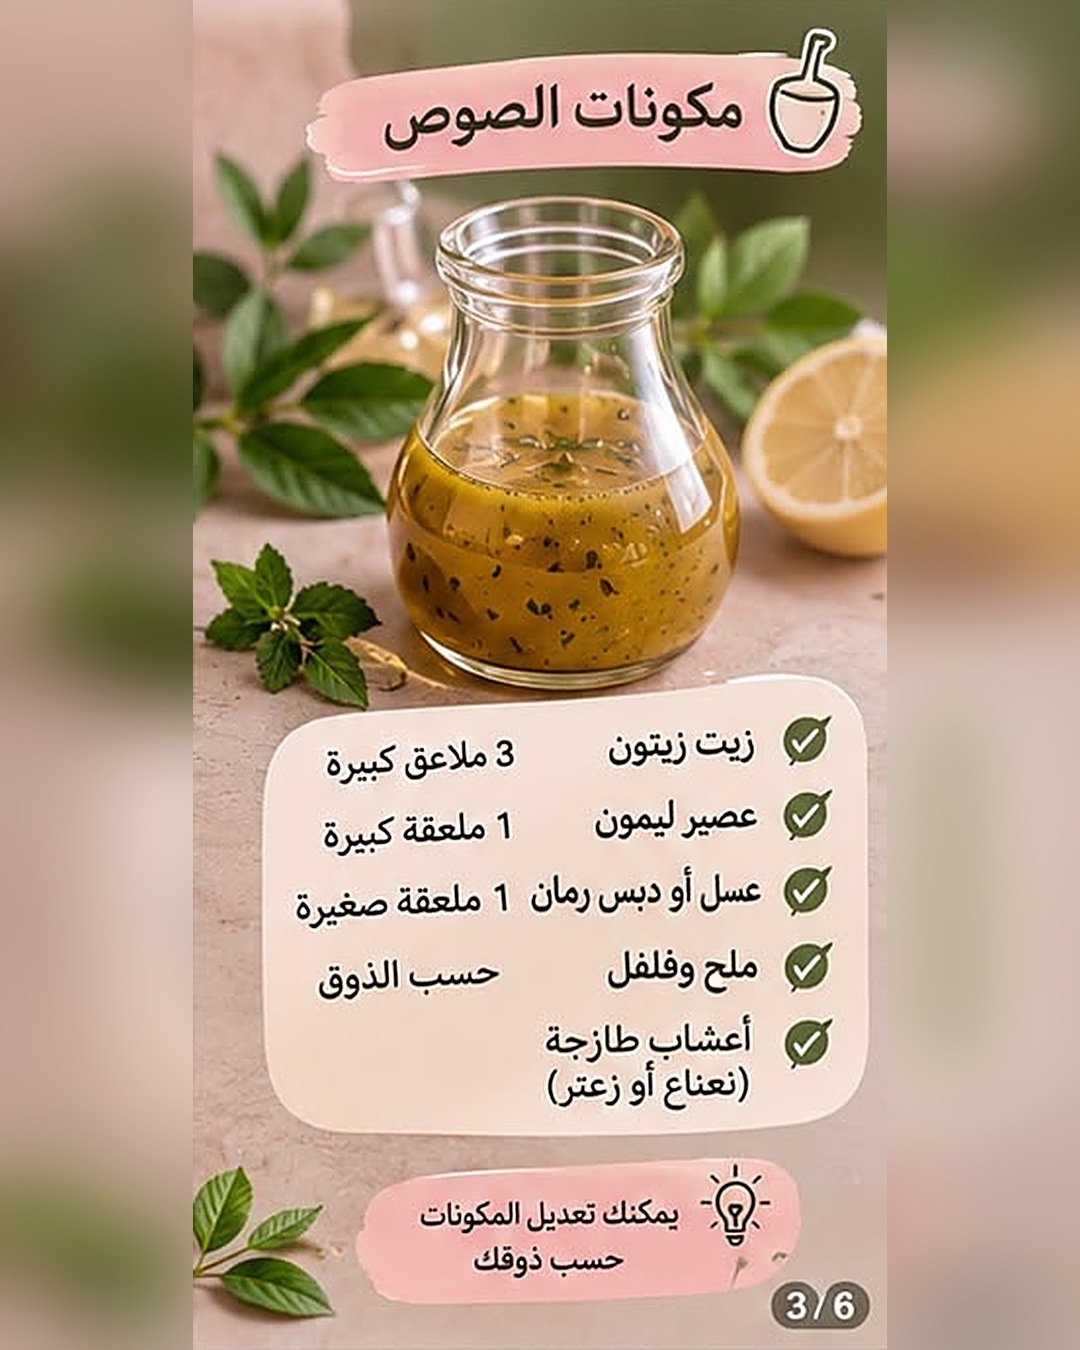 مكونات الصوص
زيت زيتون 3 ملاعق كبيرة
عصير ليمون 1 ملعقة كبيرة
عسل أو دبس رمان 1 ملعقة صغيرة
ملح وفلفل حسب الذوق
أعشاب طازجة
(نعناع أو زعتر)
يمكنك تعديل المكونات
حسب ذوقك
3/6